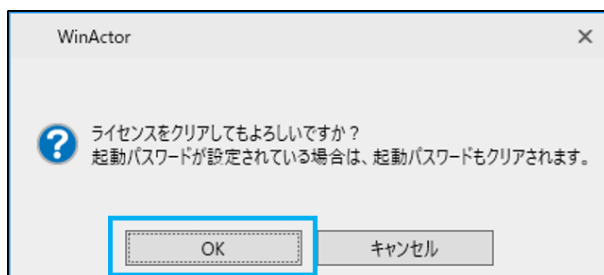 WinActor
ライセンスをクリアしてもよろしいですか？
起動パスワードが設定されている場合は、起動パスワードもクリアされます。
OK
キャンセル